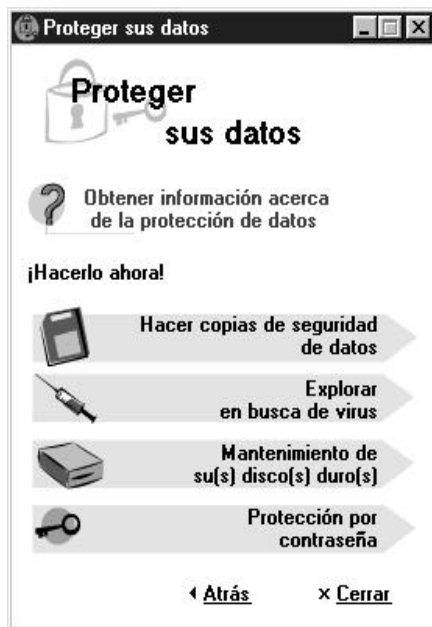 Proteger sus datos
Proteger
sus datos
Obtener información acerca
de la protección de datos
¡Hacerlo ahora!
Hacer copias de seguridad
de datos
Explorar
en busca de virus
Mantenimiento de
su(s) disco(s) duro(s)
Protección por
contraseña
Atrás
Cerrar